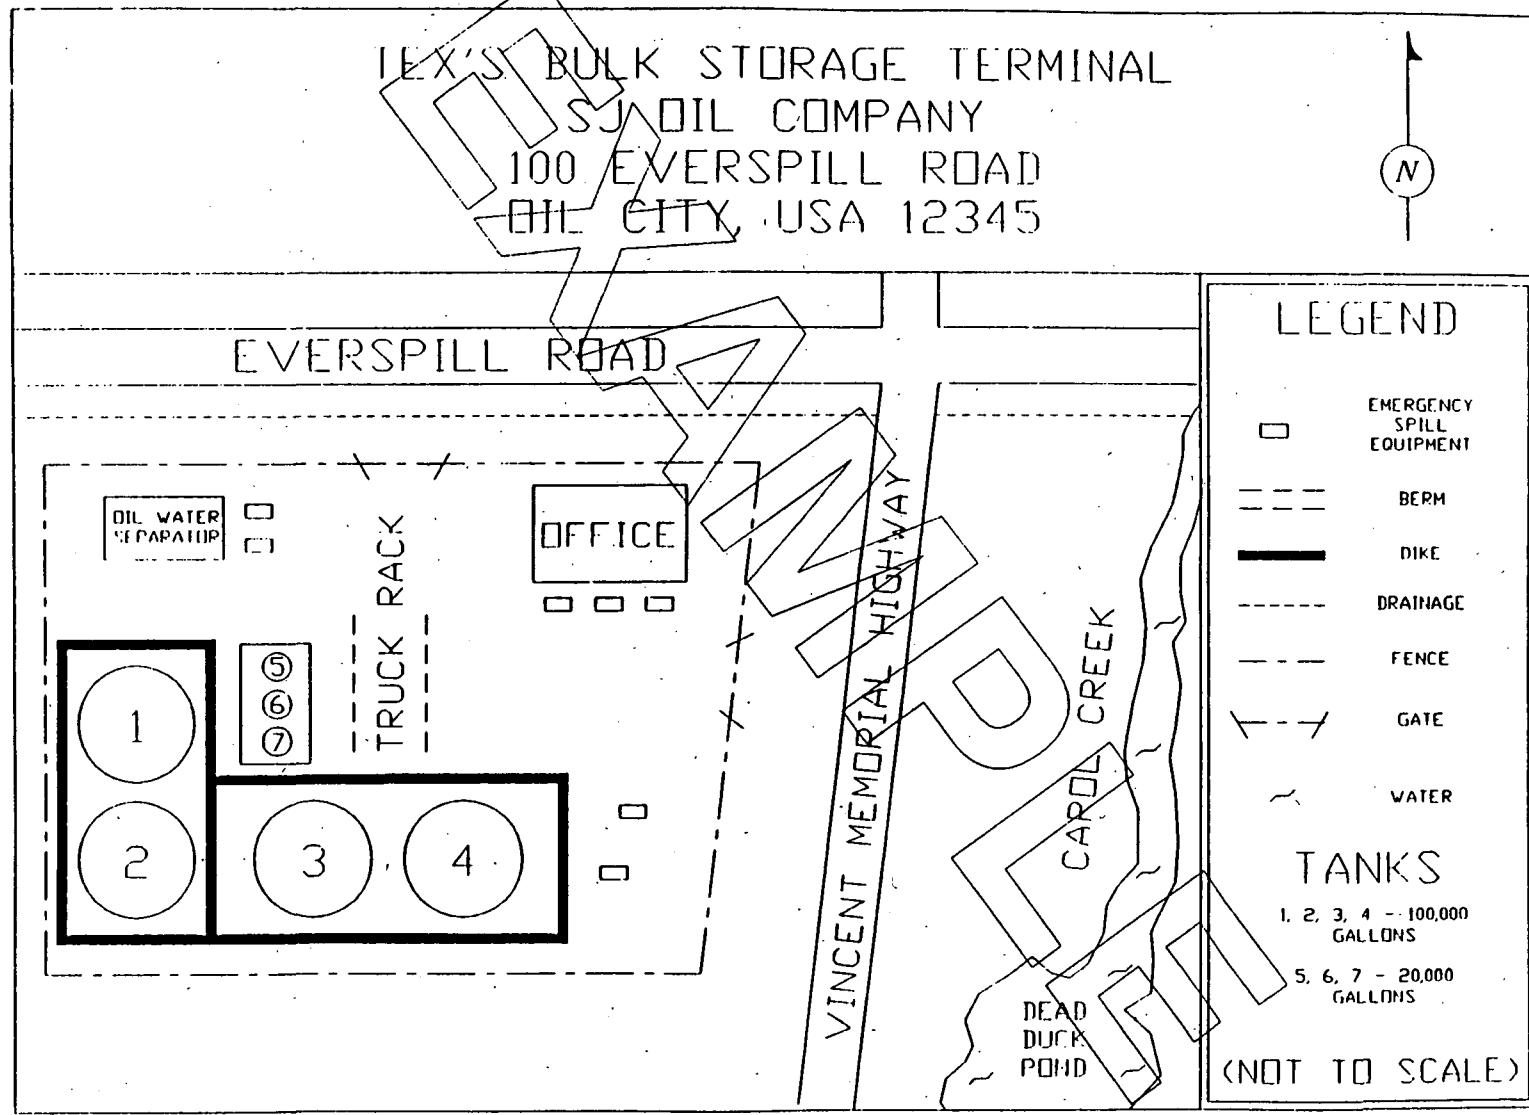 TEX'S BULK STORAGE TERMINAL
SJ OIL COMPANY
100 EVERSPILL ROAD
OIL CITY, USA 12345
N
EVERSPILL ROAD
OIL WATER
SEPARATOR
TRUCK RACK
OFFICE
1
2
3
4
5
6
7
VINCENT MEMORIAL HIGHWAY
CAROL CREEK
DEAD
DUCK
POND
EXAMPLE
LEGEND
EMERGENCY
SPILL
EQUIPMENT
BERM
DIKE
DRAINAGE
FENCE
GATE
WATER
TANKS
1, 2, 3, 4 - 100,000
GALLONS
5, 6, 7 - 20,000
GALLONS
(NOT TO SCALE)